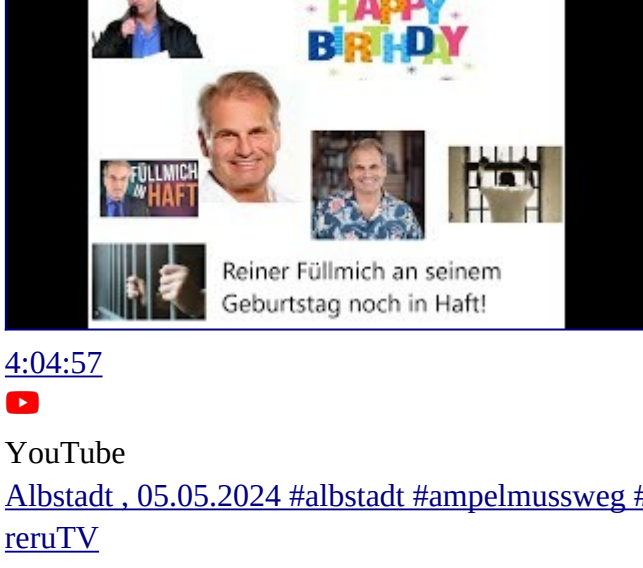 HAPPY
BIRTHDAY
FÜLLMICH
IN HAFT
Reiner Füllmich an seinem
Geburtstag noch in Haft!
4:04:57
YouTube
Albstadt , 05.05.2024 #albstadt #ampelmussweg #
reruTV